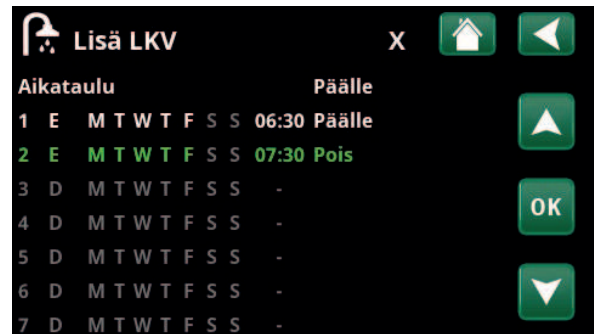 Lisä LKV X
Aikataulu Päälle
1 E M T W T F S S 06:30 Päälle
2 E M T W T F S S 07:30 Pois
3 D M T W T F S S -
4 D M T W T F S S -
5 D M T W T F S S -
6 D M T W T F S S -
7 D M T W T F S S -
OK